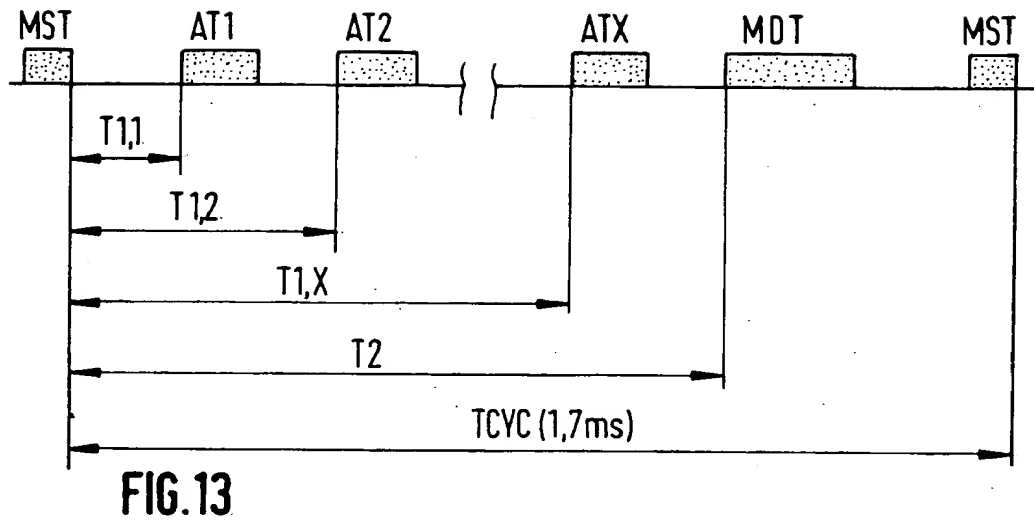 MST AT1 AT2 ATX MDT MST
T1,1
T1,2
T1,X
T2
TCYC (1,7ms)
FIG.13